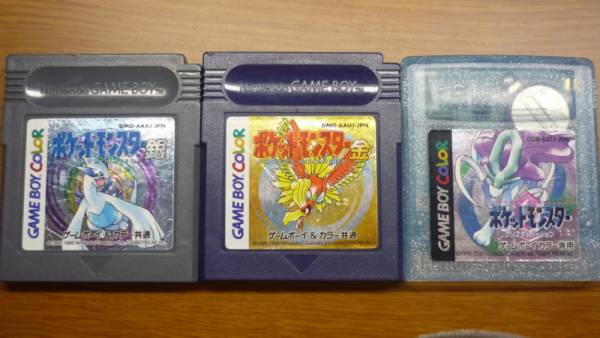 Nintendo GAME BOY™
DMG-AAXJ-JPN
ポケットモンスター銀
GAME BOY COLOR
ゲームボーイ&カラー共通
Nintendo GAME BOY™
DMG-AAUJ-JPN
ポケットモンスター金
GAME BOY COLOR
ゲームボーイ&カラー共通
GAME BOY COLOR
ポケットモンスター
ゲームボーイカラー専用